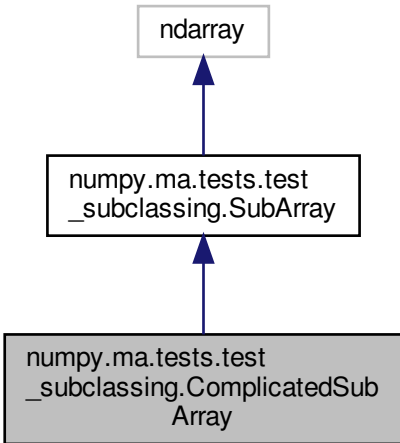 ndarray
numpy.ma.tests.test
_subclassing.SubArray
numpy.ma.tests.test
_subclassing.ComplicatedSub
Array